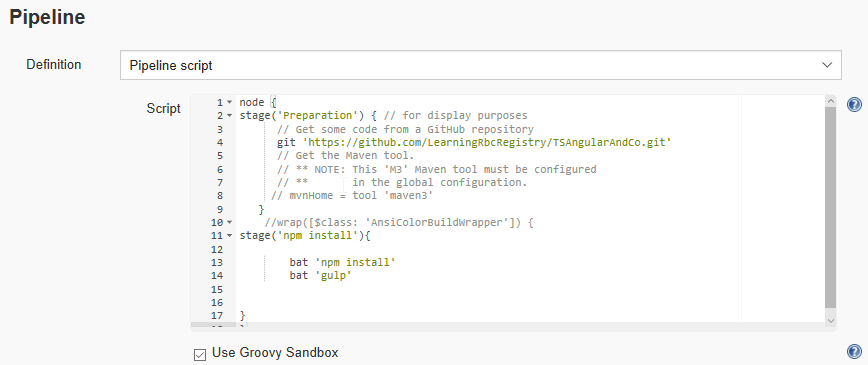 Pipeline
Definition
Pipeline script
Script
1 node {
2 stage('Preparation') { // for display purposes
3 // Get some code from a GitHub repository
4 git 'https://github.com/LearningRbcRegistry/TSAngularAndCo.git'
5 // Get the Maven tool.
6 // ** NOTE: This 'M3' Maven tool must be configured
7 // ** in the global configuration.
8 // mvnHome = tool 'maven3'
9 }
10 //wrap([$class: 'AnsiColorBuildWrapper']) {
11 stage('npm install'){
12
13 bat 'npm install'
14 bat 'gulp'
15
16
17 }
Use Groovy Sandbox